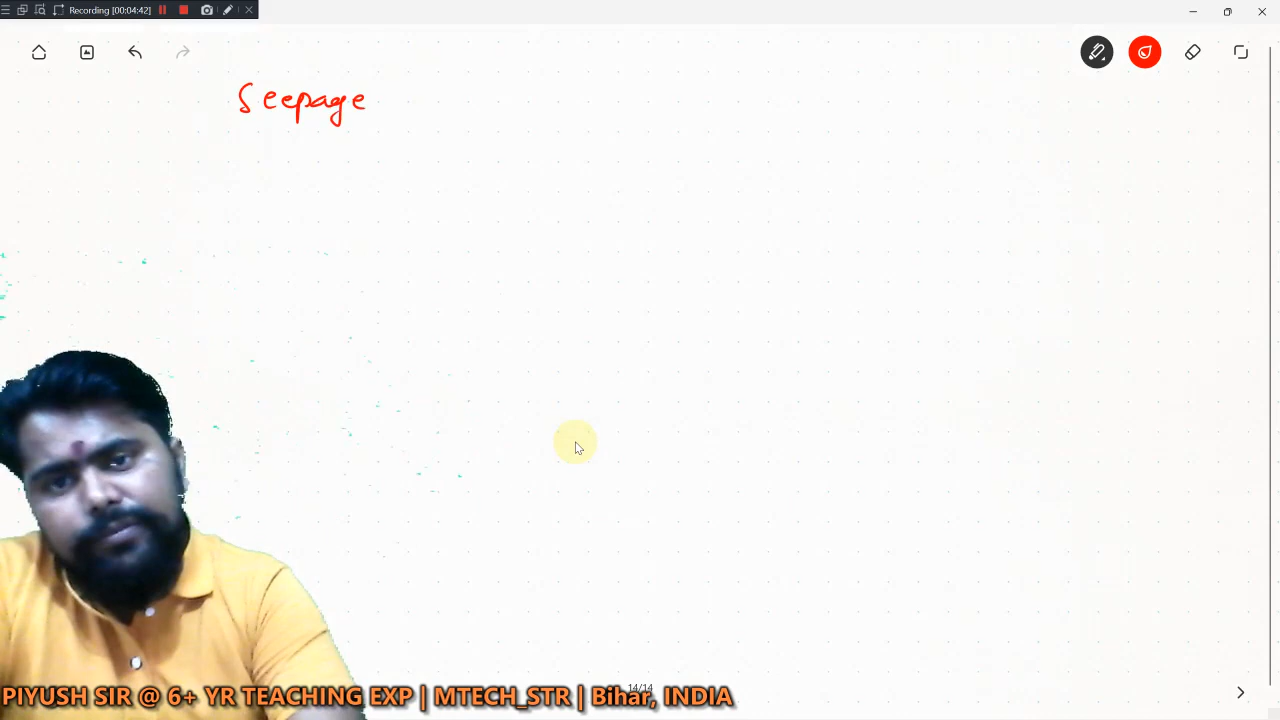 Recording [00:04:42]
Seepage
14/14
PIYUSH SIR @ 6+ YR TEACHING EXP | MTECH_STR | Bihar, INDIA